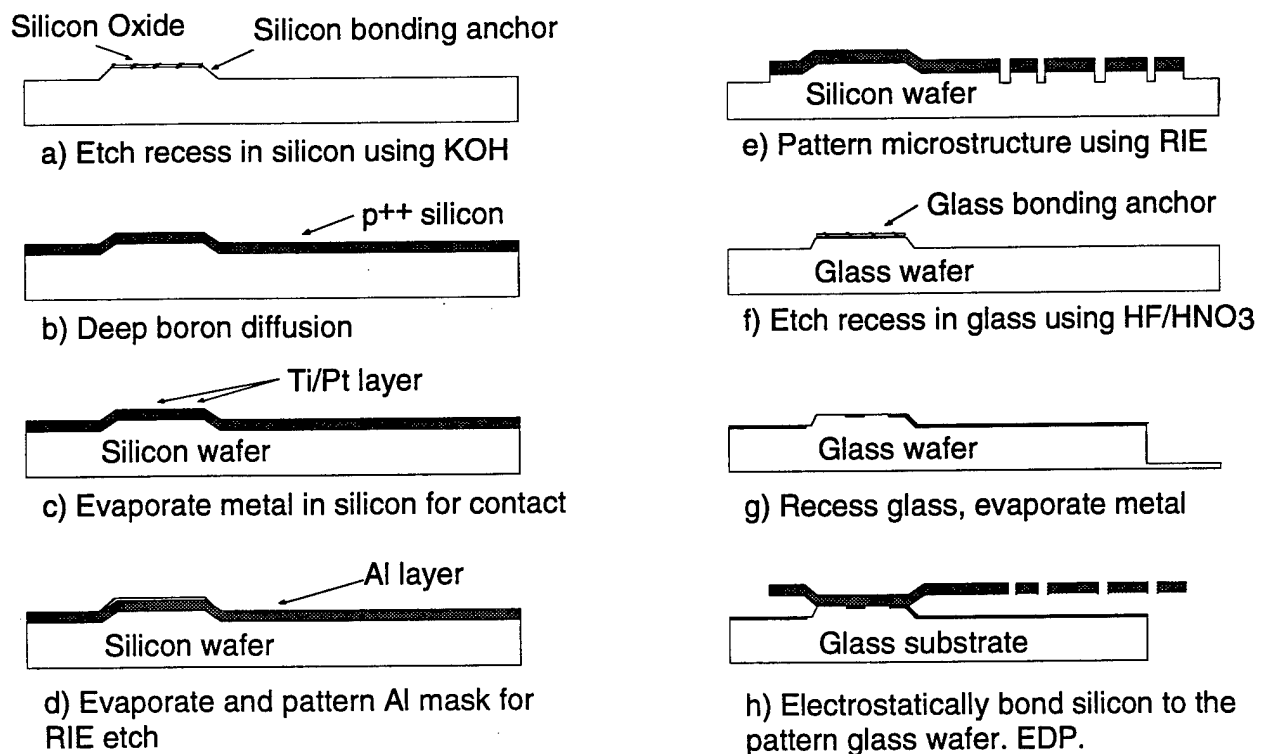 Silicon Oxide
Silicon bonding anchor
a) Etch recess in silicon using KOH
p++ silicon
b) Deep boron diffusion
Ti/Pt layer
Silicon wafer
c) Evaporate metal in silicon for contact
Al layer
Silicon wafer
d) Evaporate and pattern Al mask for
RIE etch
Silicon wafer
e) Pattern microstructure using RIE
Glass bonding anchor
Glass wafer
f) Etch recess in glass using HF/HNO3
Glass wafer
g) Recess glass, evaporate metal
Glass substrate
h) Electrostatically bond silicon to the
pattern glass wafer. EDP.